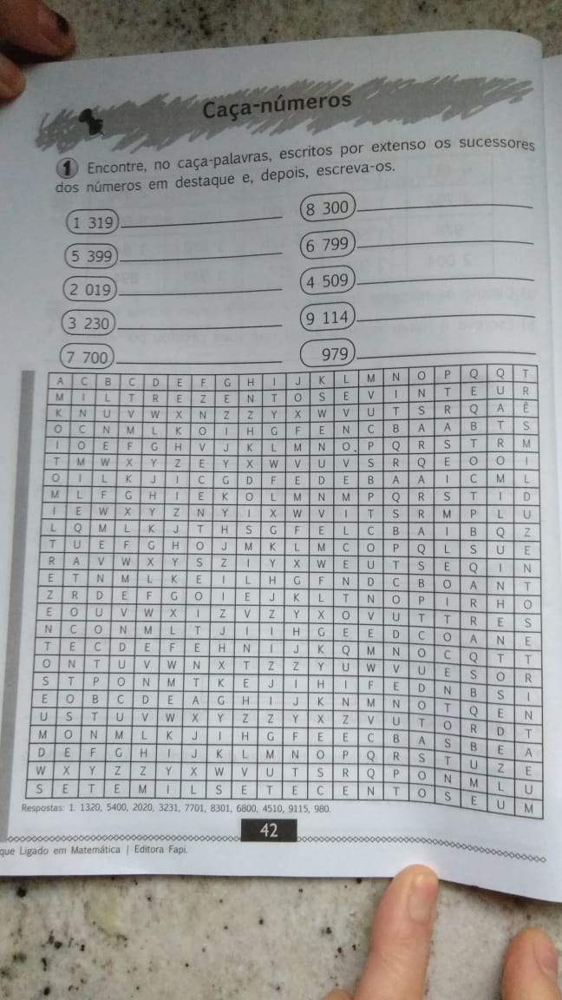 Caça-números
1 Encontre, no caça-palavras, escritos por extenso os sucessores
dos números em destaque e, depois, escreva-os.
1 319
8 300
5 399
6 799
2 019
4 509
3 230
9 114
7 700
979
A C B C D E F G H I J K L M N O P Q Q T
M I L T R E Z E N T O S E V I N T E U R
K N U V W X N Z Z Y X W V U T S R Q A Ê
O C N M L K O I H G F E N C B A A B T S
I O E F G H V J K L M N O. P Q R S T R M
T M W X Y Z E Y X W V U V S R Q E O O I
O I L K J I C G D F E D E B A A I C M L
M L F G H I E K O L M N M P Q R S T I D
I E W X Y Z N Y I X W V I T S R M P L U
L Q M L K J T H S G F E L C B A I B Q Z
T U E F G H O J M K L M C O P Q L S U E
R A V W X Y S Z I Y X W E U T S E Q I N
E T N M L K E I L H G F N D C B O A N T
Z R D E F G O I E J K L T N O P I R H O
E O U V W X I Z V Z Y X O V U T T R E S
N C O N M L T J I I H G E E D C O A N E
T E C D E F E H N I J K Q M N O C Q T T
O N T U V W N X T Z Z Y U W V U E S O R
S T P O N M T K E J I H I F E D N B S I
E O B C D E A G H I J K N M N O T Q E N
U S T U V W X Y Z Z Y X Z V U T O R D T
M O N M L K J I H G F E E C B A S B E A
D E F G H I J K L M N O P Q R S T U Z E
W X Y Z Z Y X W V U T S R Q P O N M L U
S E T E M I L S E T E C E N T O S E U M
Respostas: 1. 1320, 5400, 2020, 3231, 7701, 8301, 6800, 4510, 9115, 980.
42
que Ligado em Matemática | Editora Fapi.